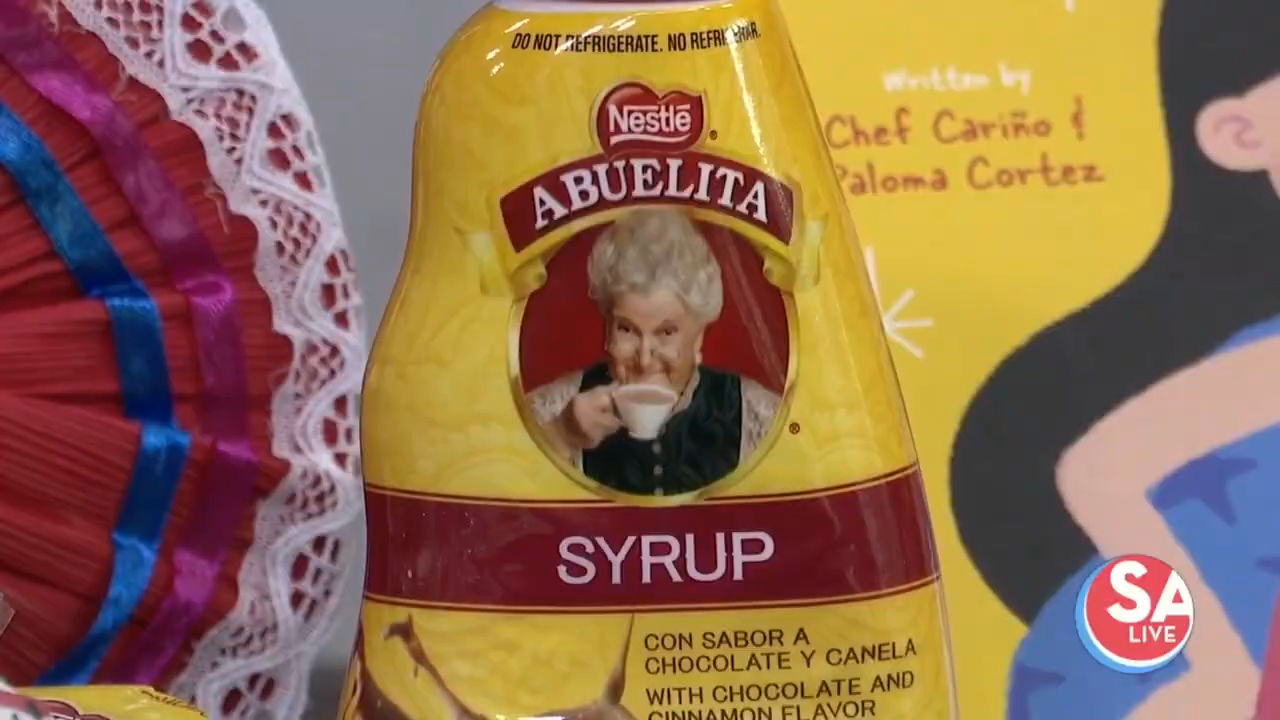 DO NOT REFRIGERATE. NO REFRIGERAR.
Nestlé
ABUELITA
SYRUP
CON SABOR A
CHOCOLATE Y CANELA
WITH CHOCOLATE AND
CINNAMON FLAVOR
Written by
Chef Cariño &
Paloma Cortez
SA
LIVE